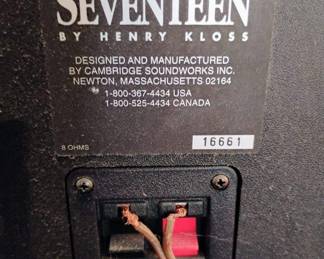 SEVENTEEN
BY HENRY KLOSS
DESIGNED AND MANUFACTURED
BY CAMBRIDGE SOUNDWORKS INC.
NEWTON, MASSACHUSETTS 02164
1-800-367-4434 USA
1-800-525-4434 CANADA
8 OHMS
16661